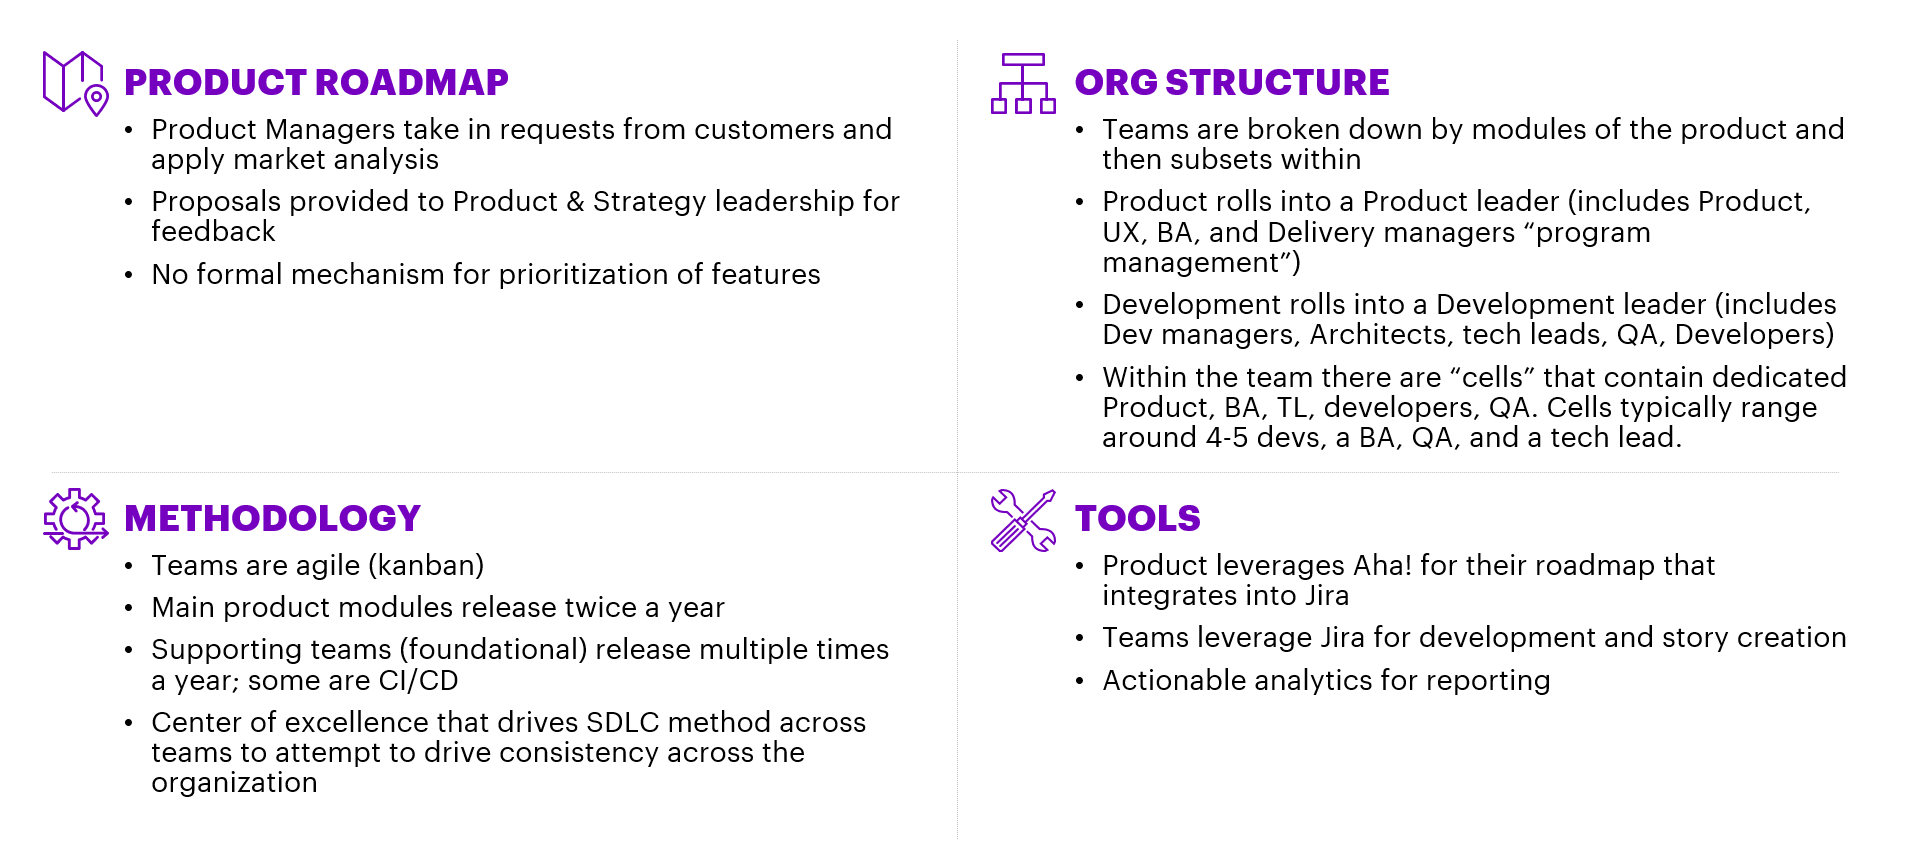 PRODUCT ROADMAP
• Product Managers take in requests from customers and
apply market analysis
• Proposals provided to Product & Strategy leadership for
feedback
• No formal mechanism for prioritization of features
ORG STRUCTURE
• Teams are broken down by modules of the product and
then subsets within
• Product rolls into a Product leader (includes Product,
UX, BA, and Delivery managers “program
management”)
• Development rolls into a Development leader (includes
Dev managers, Architects, tech leads, QA, Developers)
• Within the team there are “cells” that contain dedicated
Product, BA, TL, developers, QA. Cells typically range
around 4-5 devs, a BA, QA, and a tech lead.
METHODOLOGY
• Teams are agile (kanban)
• Main product modules release twice a year
• Supporting teams (foundational) release multiple times
a year; some are CI/CD
• Center of excellence that drives SDLC method across
teams to attempt to drive consistency across the
organization
TOOLS
• Product leverages Aha! for their roadmap that
integrates into Jira
• Teams leverage Jira for development and story creation
• Actionable analytics for reporting